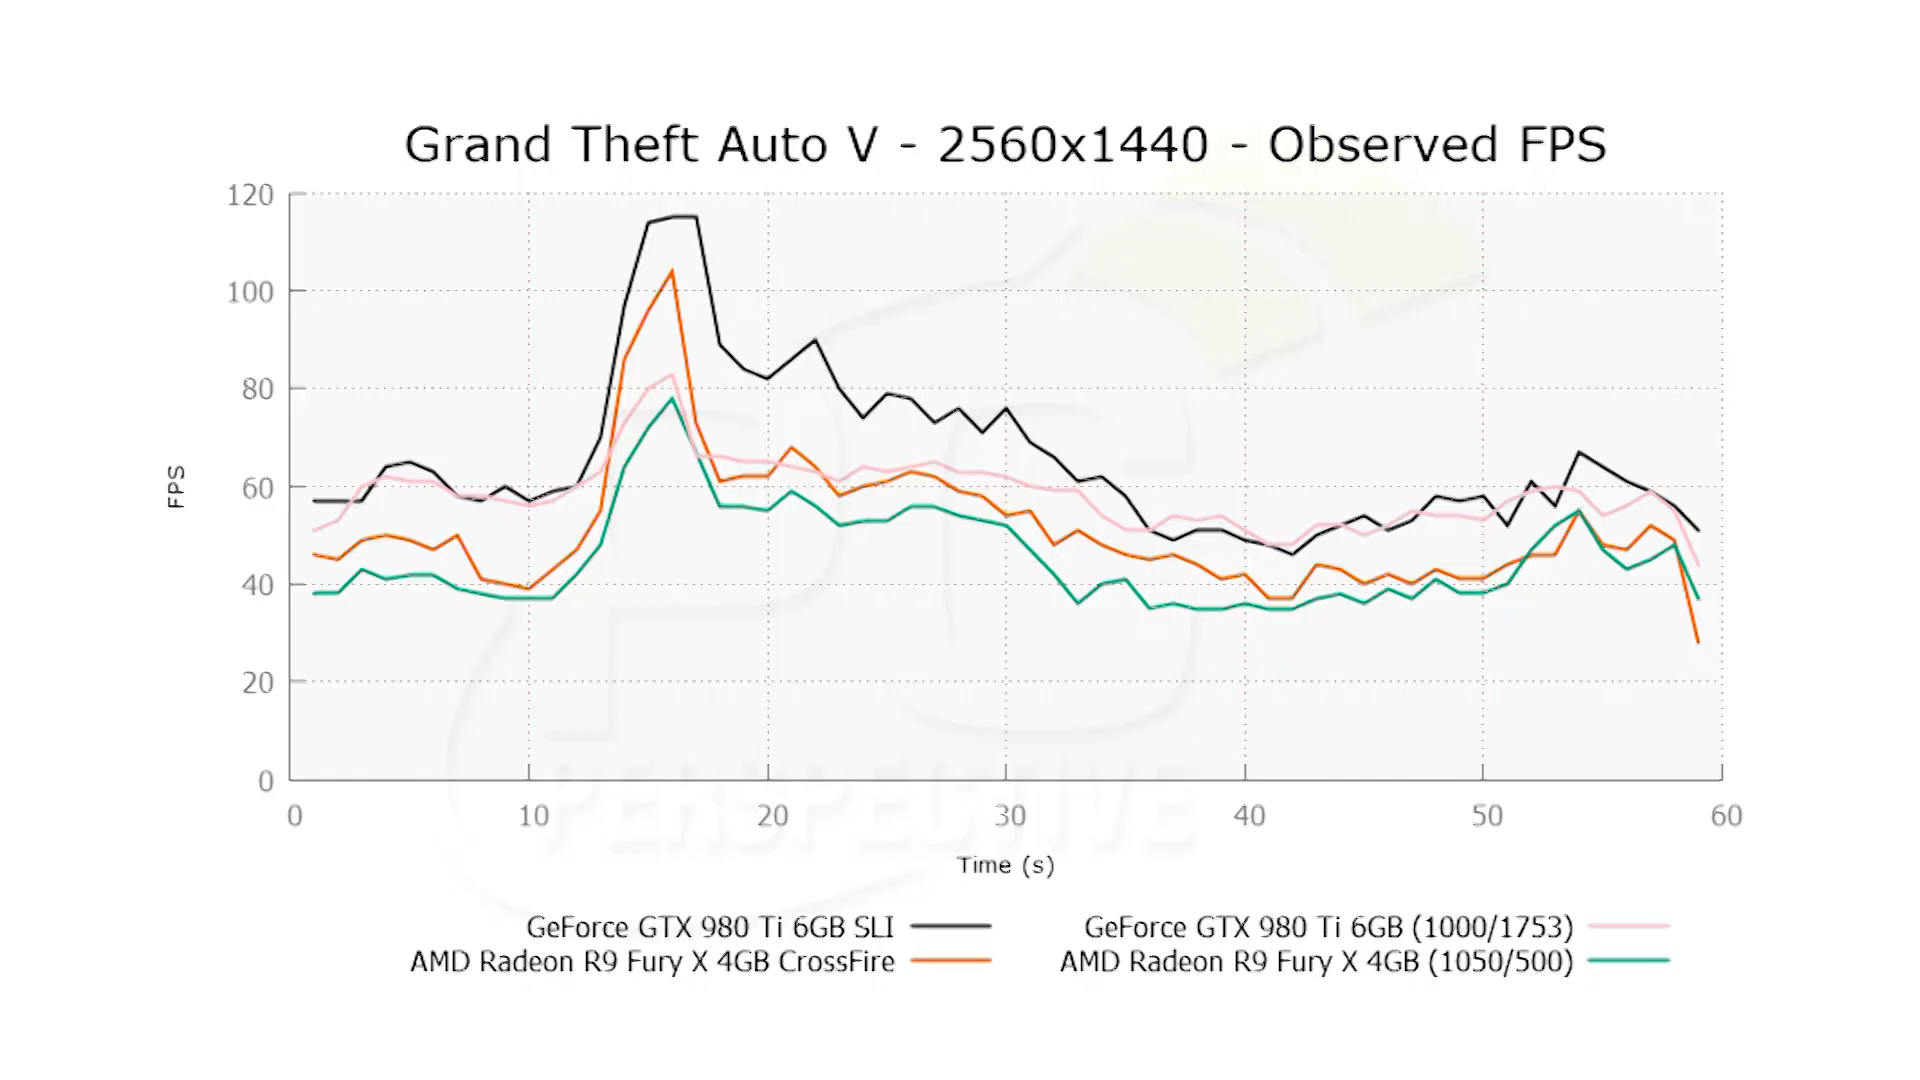 Grand Theft Auto V - 2560x1440 - Observed FPS
120
100
80
60
40
20
0
FPS
0 10 20 30 40 50 60
Time (s)
PC
PERSPECTIVE
GeForce GTX 980 Ti 6GB SLI
GeForce GTX 980 Ti 6GB (1000/1753)
AMD Radeon R9 Fury X 4GB CrossFire
AMD Radeon R9 Fury X 4GB (1050/500)